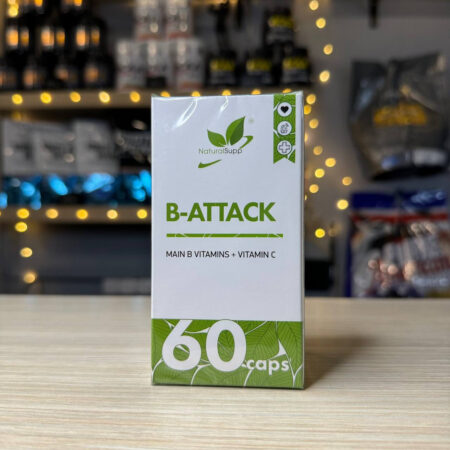 NaturalSupp
B-ATTACK
MAIN B VITAMINS + VITAMIN C
60 caps